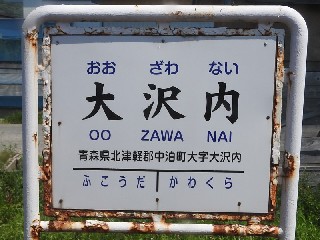 おお ざわ ない
大沢内
OO ZAWA NAI
青森県北津軽郡中泊町大字大沢内
ふこうだ かわくら